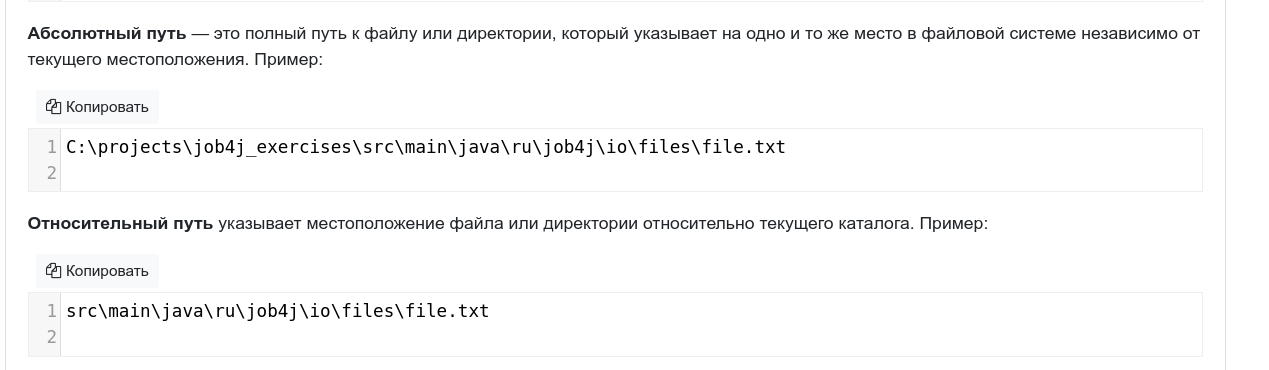 Абсолютный путь — это полный путь к файлу или директории, который указывает на одно и то же место в файловой системе независимо от
текущего местоположения. Пример:
Копировать
1 C:\projects\job4j_exercises\src\main\java\ru\job4j\io\files\file.txt
2
Относительный путь указывает местоположение файла или директории относительно текущего каталога. Пример:
Копировать
1 src\main\java\ru\job4j\io\files\file.txt
2